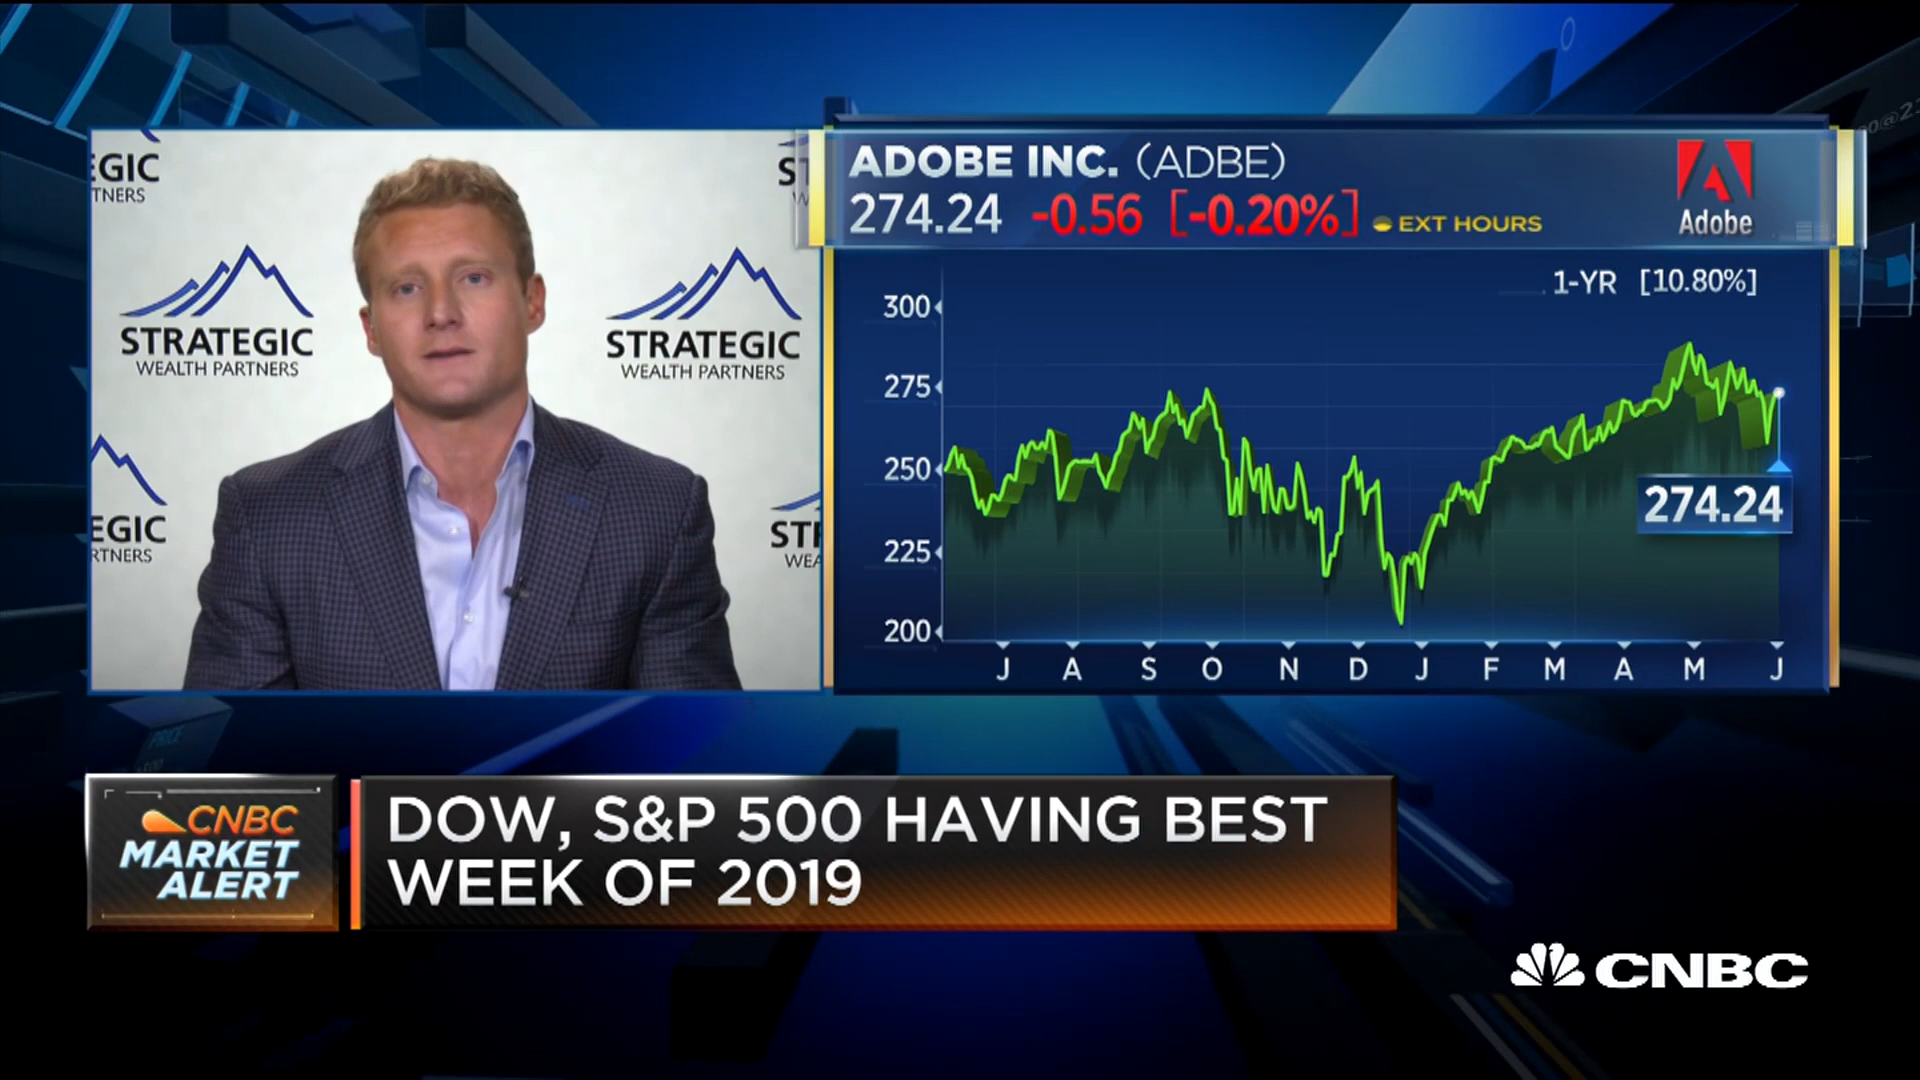 EGIC
TNERS
STRATEGIC
WEALTH PARTNERS
STRATEGIC
WEALTH PARTNERS
EGIC
RTNERS
ST
WEA
ADOBE INC. (ADBE)
274.24 -0.56 [-0.20%] EXT HOURS
Adobe
1-YR [10.80%]
300
275
250
225
200
274.24
J A S O N D J F M A M J
CNBC
MARKET
ALERT
DOW, S&P 500 HAVING BEST
WEEK OF 2019
CNBC
PRICE